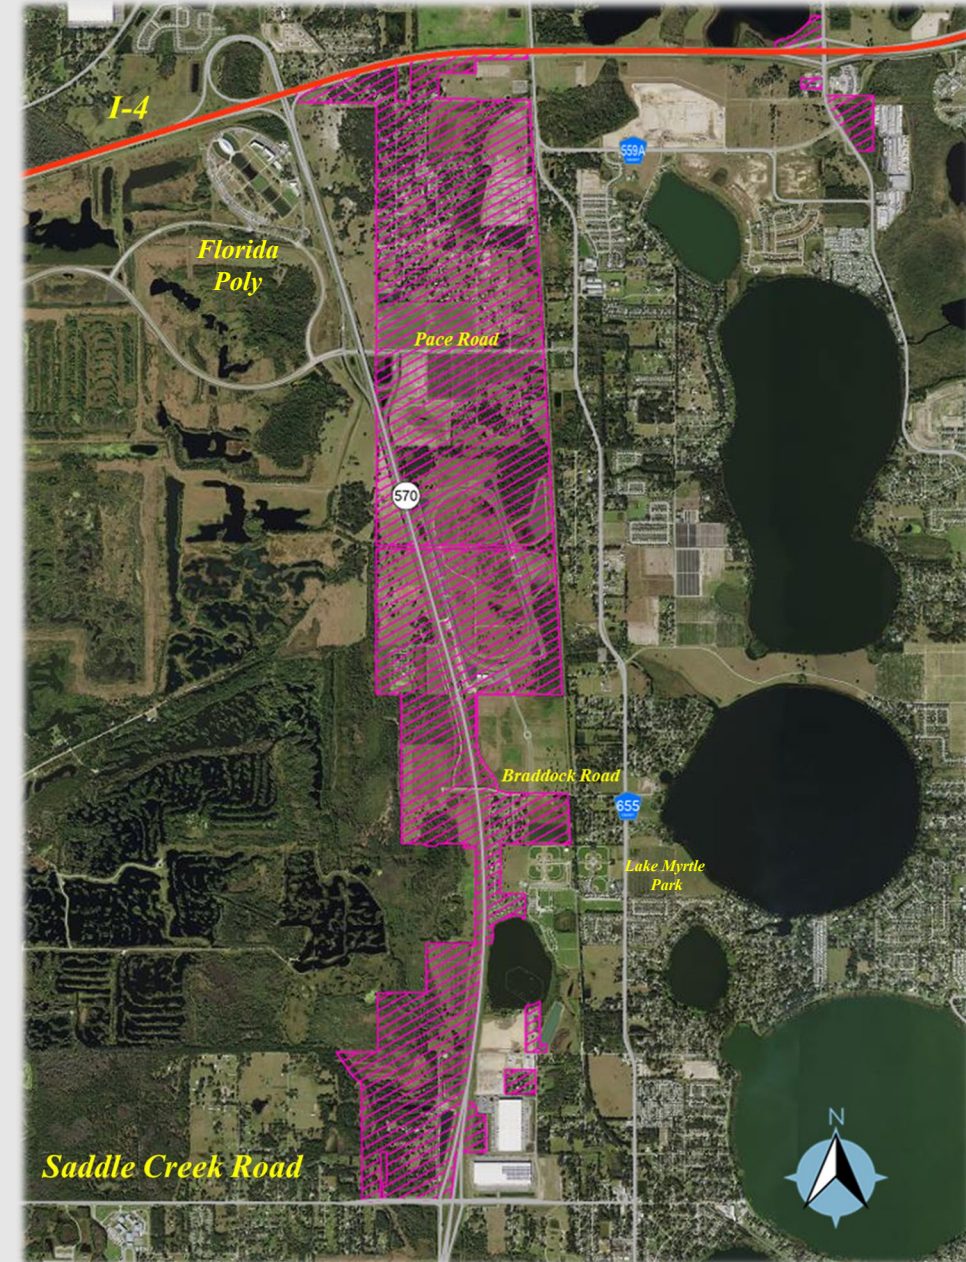 I-4
559A
Florida
Poly
Pace Road
570
Braddock Road
655
Lake Myrtle
Park
Saddle Creek Road
N